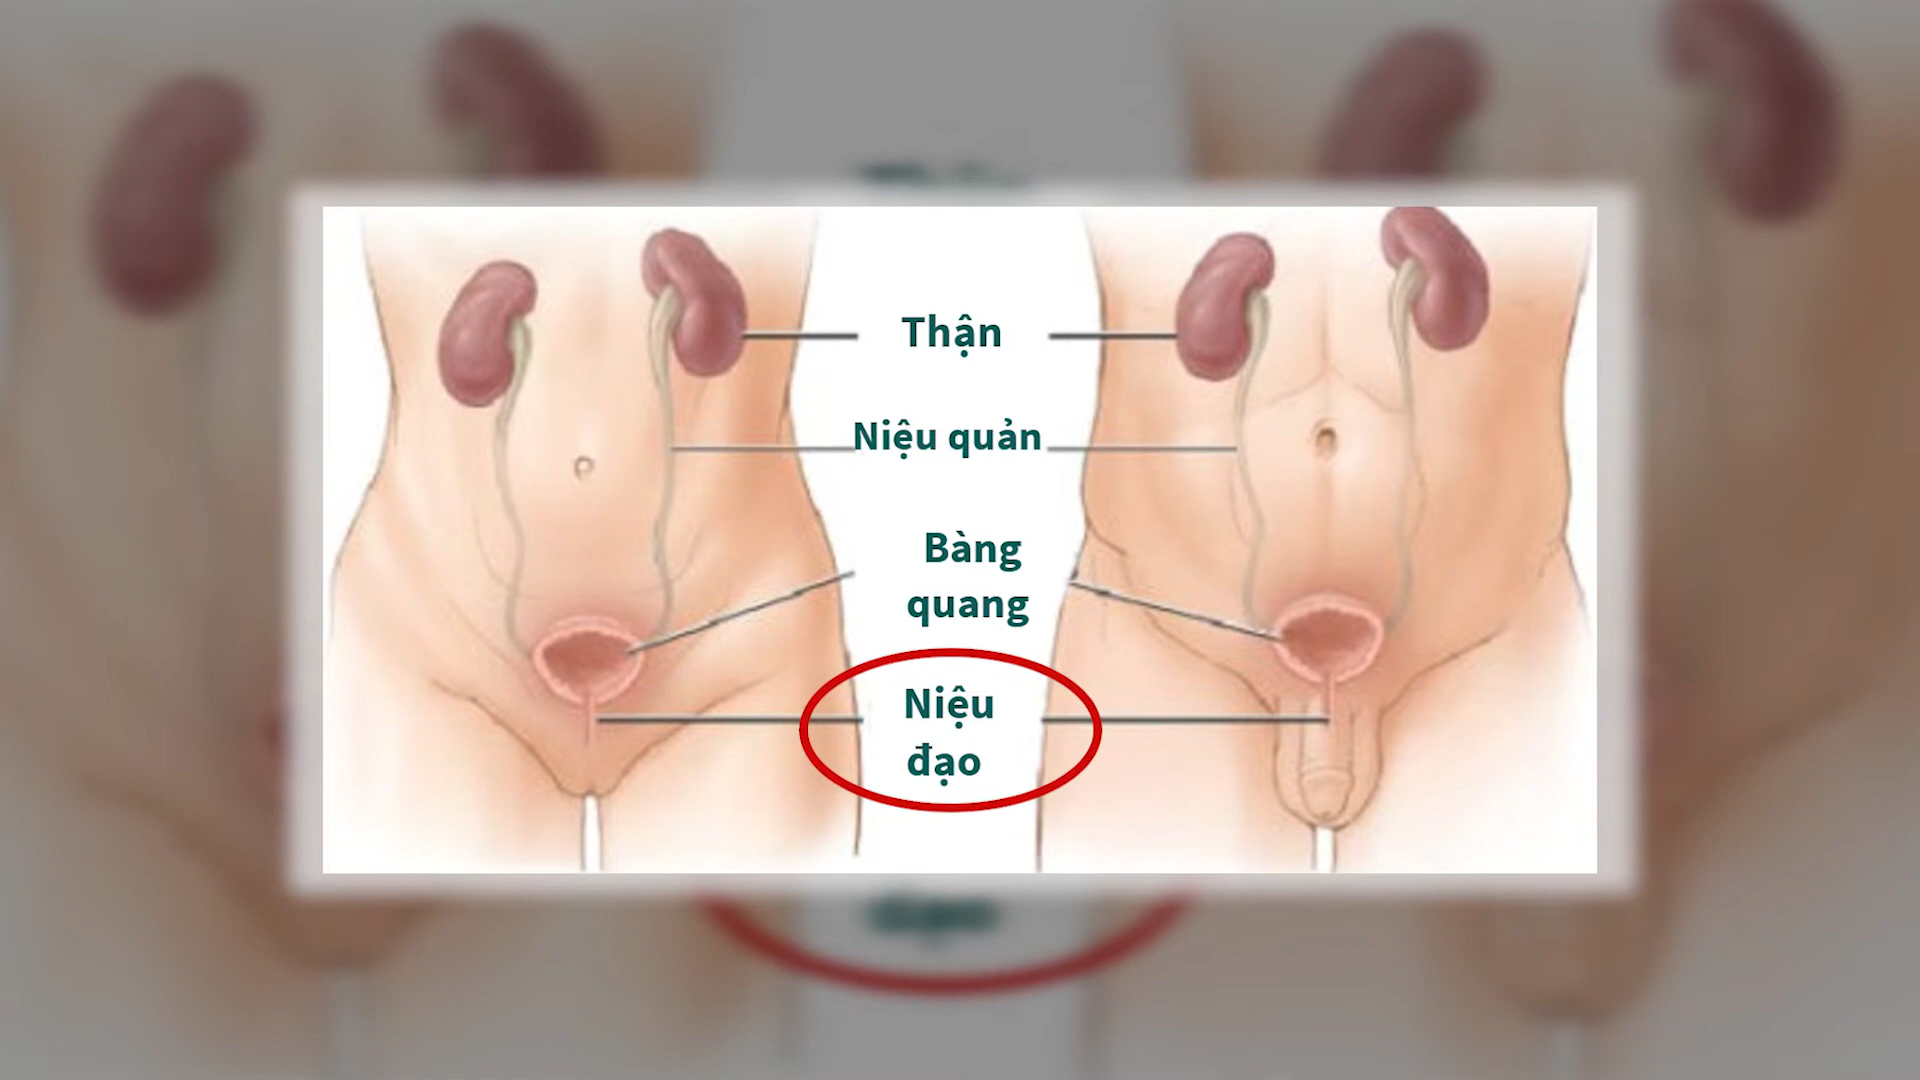 Thận
Niệu quản
Bàng
quang
Niệu
đạo